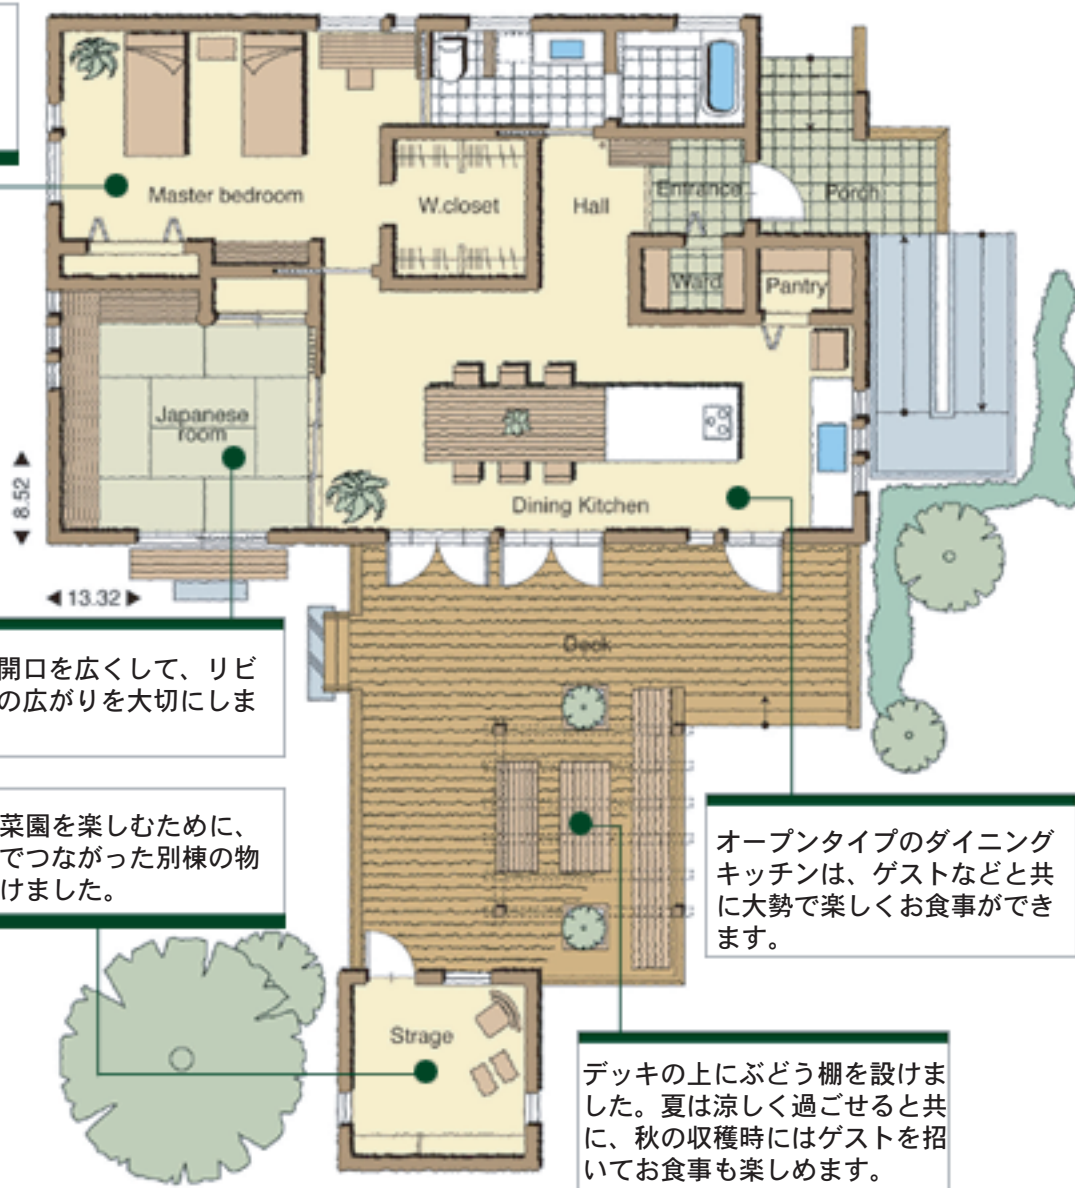 Master bedroom
W.closet
Hall
Entrance
Porch
Ward
Pantry
Japanese
room
8.52
Dining Kitchen
13.32
Deck
開口を広くして、リビ
の広がりを大切にしま
菜園を楽しむために、
でつながった別棟の物
けました。
オープンタイプのダイニング
キッチンは、ゲストなどと共
に大勢で楽しくお食事ができ
ます。
Strage
デッキの上にぶどう棚を設けま
した。夏は涼しく過ごせると共
に、秋の収穫時にはゲストを招
いてお食事も楽しめます。